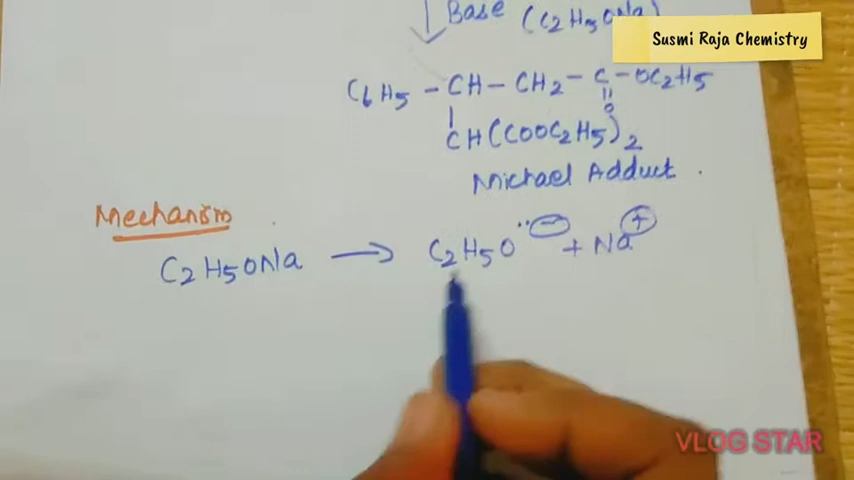 Base (C2H5ONa)
Susmi Raja Chemistry
C6H5 - CH - CH2 - C - OC2H5
||
O
|
CH(COOC2H5)2
Michael Adduct .
Mechanism
C2H5ONa → C2H5O:⊖ + Na⊕
VLOG STAR